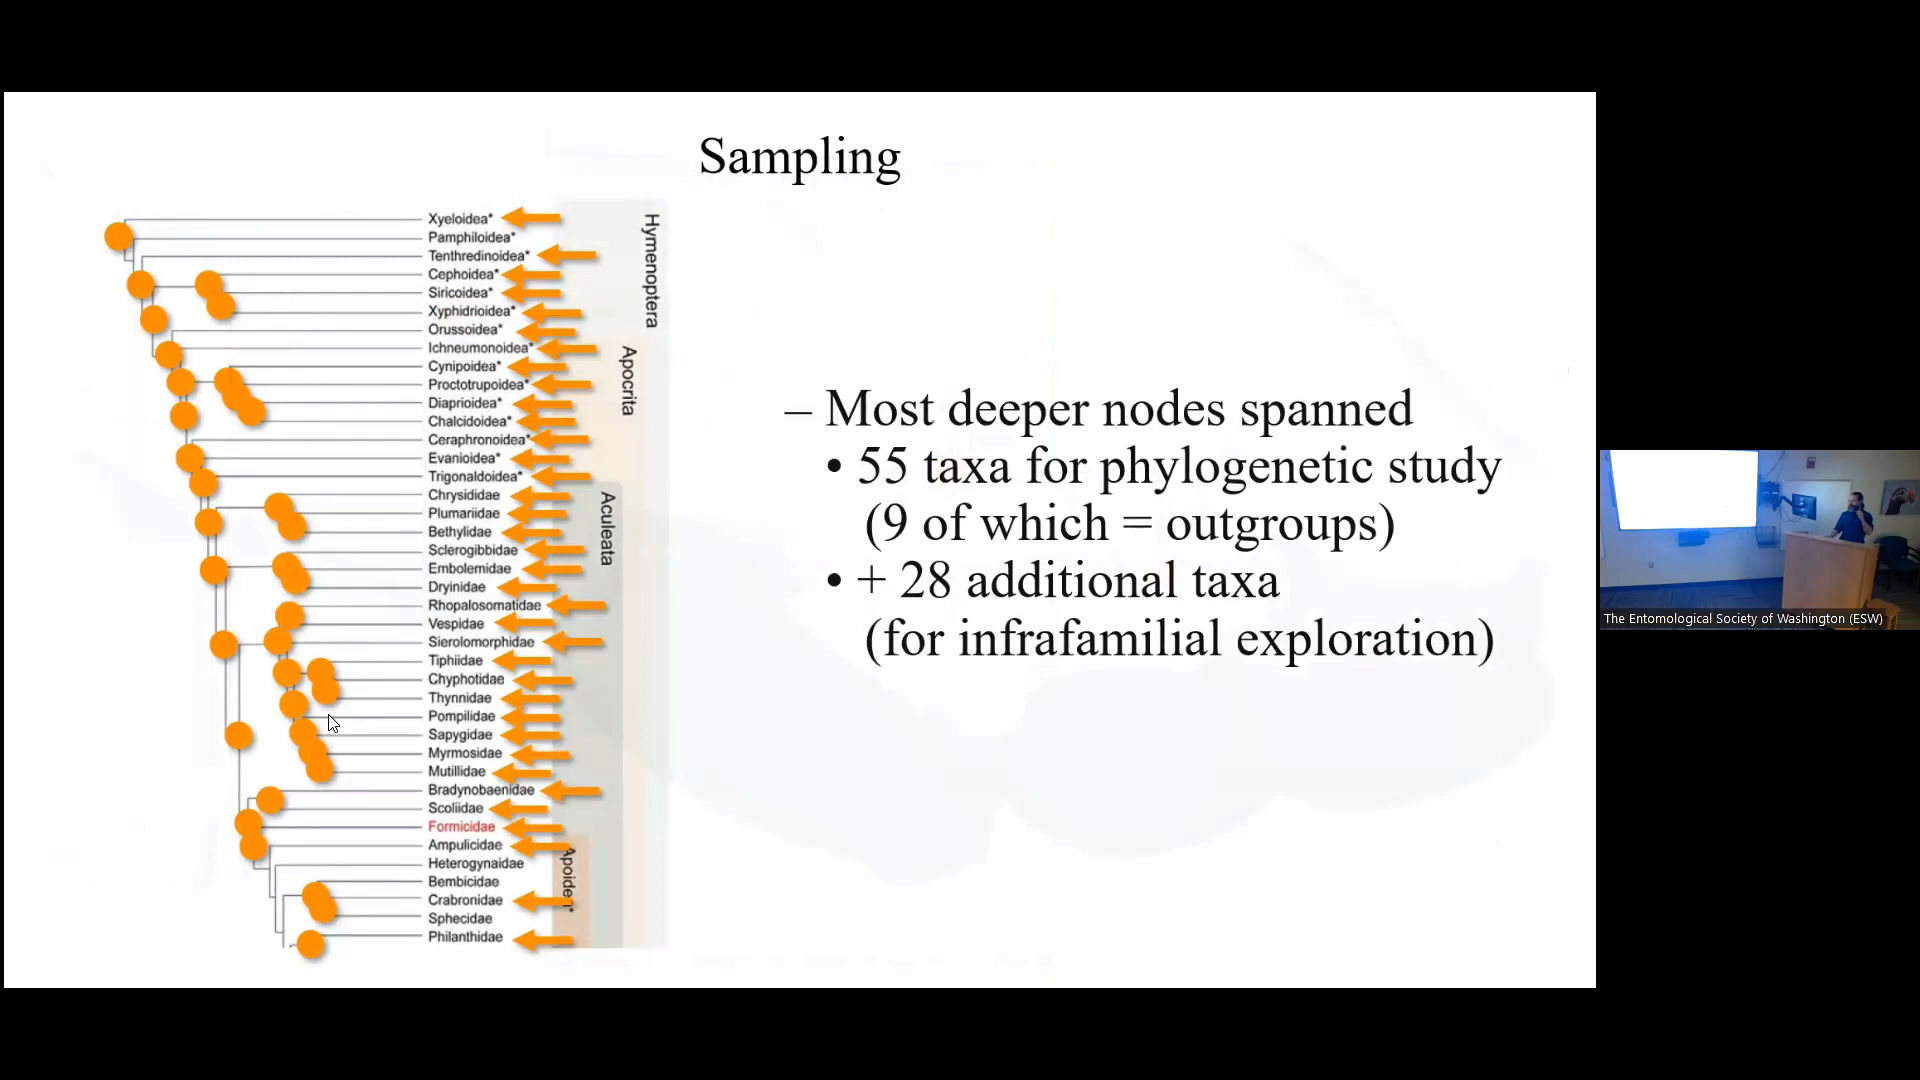 Sampling
Xyeloidea*
Pamphiloidea*
Tenthredinoidea*
Cephoidea*
Siricoidea*
Xyphidrioidea*
Orussoidea*
Ichneumonoidea*
Cynipoidea*
Proctotrupoidea*
Diaprioidea*
Chalcidoidea*
Ceraphronoidea*
Evanioidea*
Trigonaldoidea*
Chrysididae
Plumariidae
Bethylidae
Sclerogibbidae
Embolemidae
Dryinidae
Rhopalosomatidae
Vespidae
Sierolomorphidae
Tiphiidae
Chyphotidae
Thynnidae
Pompilidae
Sapygidae
Myrmosidae
Mutillidae
Bradynobaenidae
Scoliidae
Formicidae
Ampulicidae
Heterogynaidae
Bembicidae
Crabronidae
Sphecidae
Philanthidae
Hymenoptera
Apocrita
Aculeata
Apoidea*
– Most deeper nodes spanned
• 55 taxa for phylogenetic study
(9 of which = outgroups)
• + 28 additional taxa
(for infrafamilial exploration)
The Entomological Society of Washington (ESW)